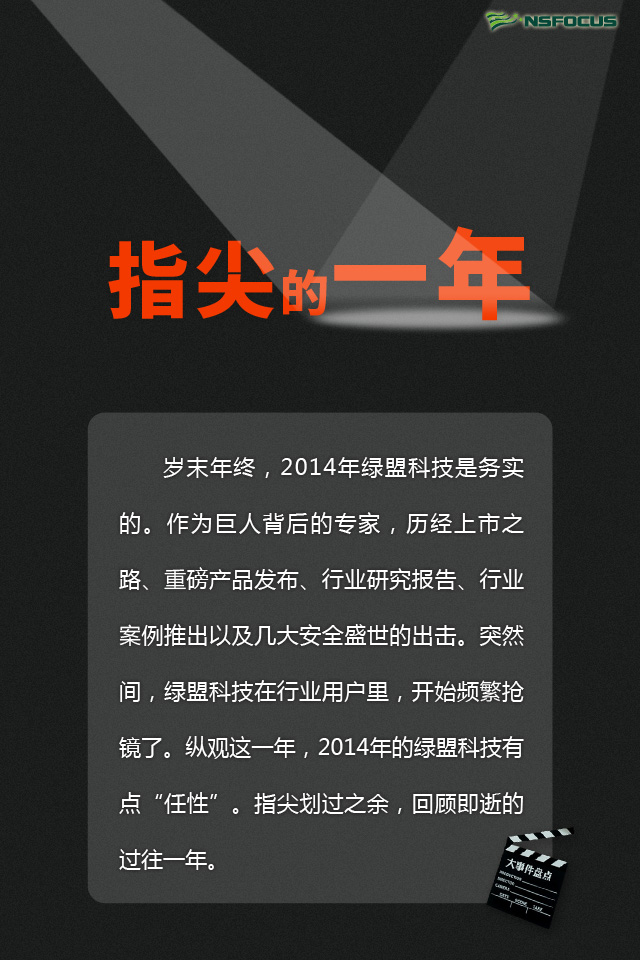 NSFOCUS
指尖的一年
岁末年终，2014年绿盟科技是务实
的。作为巨人背后的专家，历经上市之
路、重磅产品发布、行业研究报告、行业
案例推出以及几大安全盛世的出击。突然
间，绿盟科技在行业用户里，开始频繁抢
镜了。纵观这一年，2014年的绿盟科技有
点“任性”。指尖划过之余，回顾即逝的
过往一年。
大事件盘点
PRODUCTION
DIRECTOR
CAMERA
DATE SCENE TAKE